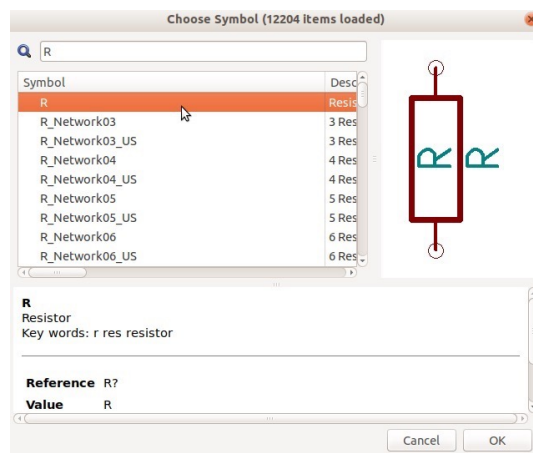 Choose Symbol (12204 items loaded)
R
Symbol Desc
R Resis
R_Network03 3 Res
R_Network03_US 3 Res
R_Network04 4 Res
R_Network04_US 4 Res
R_Network05 5 Res
R_Network05_US 5 Res
R_Network06 6 Res
R_Network06_US 6 Res
R R
R
Resistor
Key words: r res resistor
Reference R?
Value R
Cancel OK